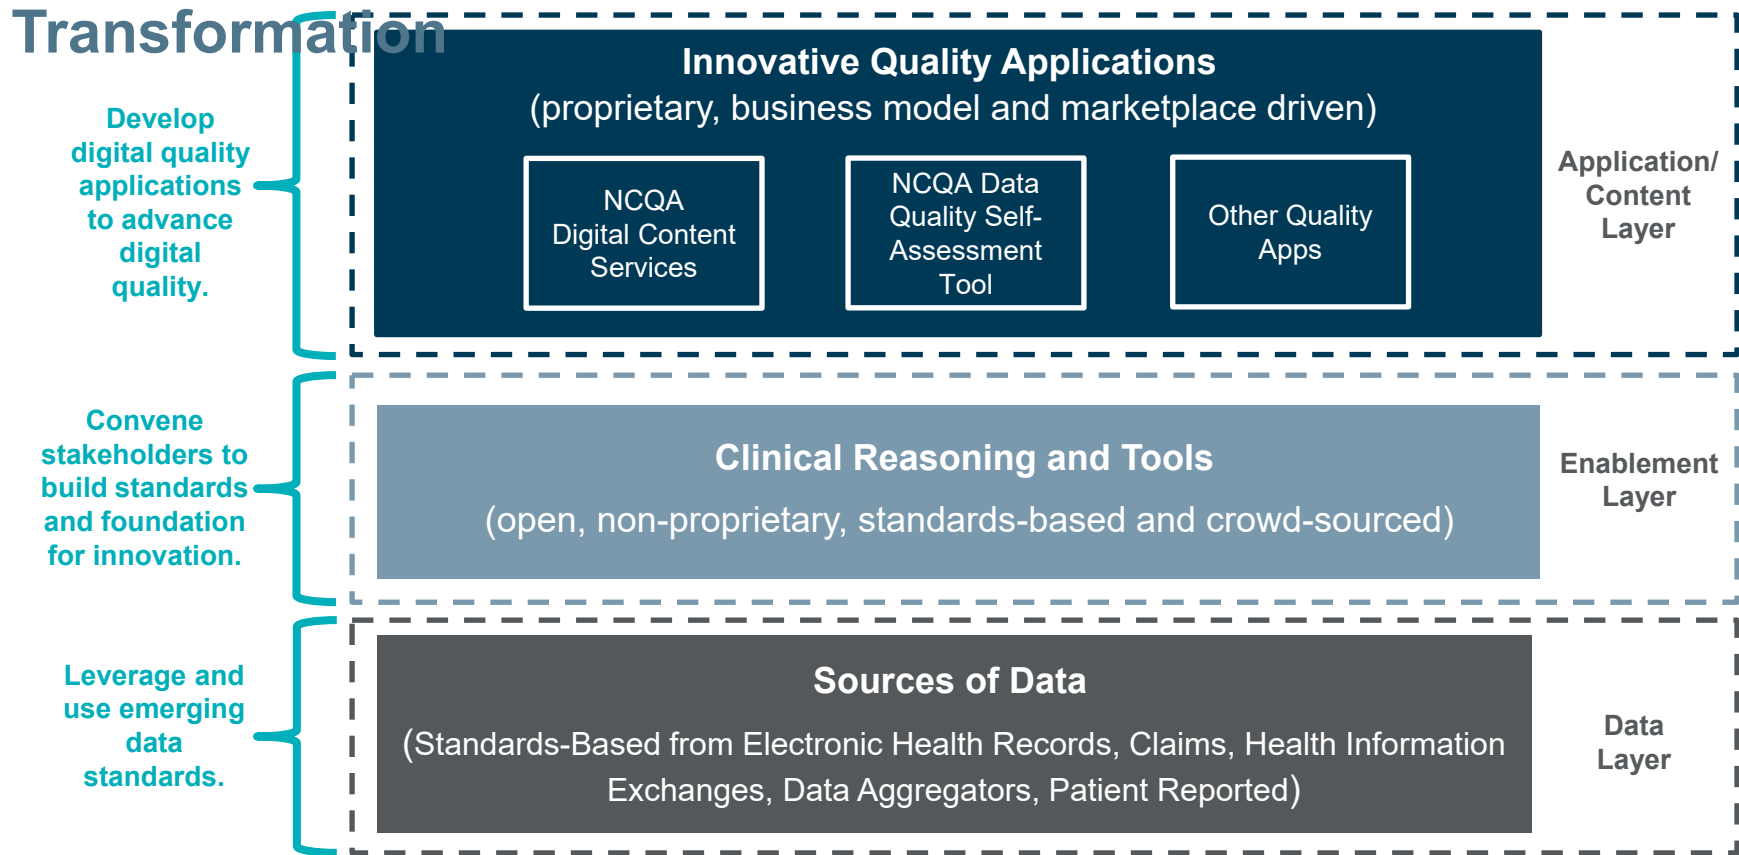 Transformation
Innovative Quality Applications
(proprietary, business model and marketplace driven)
Develop
digital quality
applications
to advance
digital
quality.
NCQA
Digital Content
Services
NCQA Data
Quality Self-
Assessment
Tool
Other Quality
Apps
Application/
Content
Layer
Convene
stakeholders to
build standards
and foundation
for innovation.
Clinical Reasoning and Tools
(open, non-proprietary, standards-based and crowd-sourced)
Enablement
Layer
Leverage and
use emerging
data
standards.
Sources of Data
(Standards-Based from Electronic Health Records, Claims, Health Information
Exchanges, Data Aggregators, Patient Reported)
Data
Layer